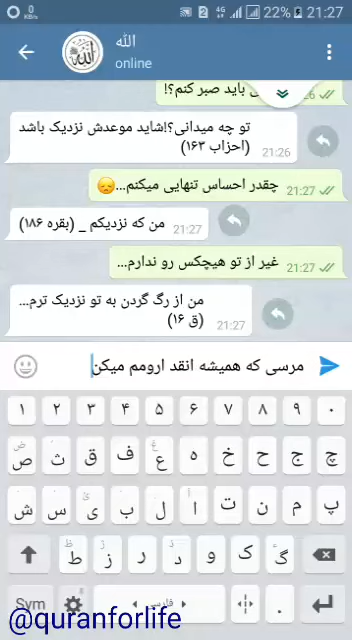 0
KB/s
4G
22%
21:27
الله
online
ی باید صبر کنم؟!
تو چه میدانی؟!شاید موعدش نزدیک باشد
(احزاب ۱۶۳)
21:26
چقدر احساس تنهایی میکنم...😞
21:27
من که نزدیکم _ (بقره ۱۸۶)
21:27
غیر از تو هیچکس رو ندارم...
21:27
من از رگ گردن به تو نزدیک ترم...
(ق ۱۶)
21:27
مرسی که همیشه انقد ارومم میکن
۱ ۲ ۳ ۴ ۵ ۶ ۷ ۸ ۹ ۰
ص ث ق ف ع ه خ ح ج چ
ش س ی ب ل ا ت ن م پ
ط ز ر د و ک گ
Sym فارسی .
@quranforlife